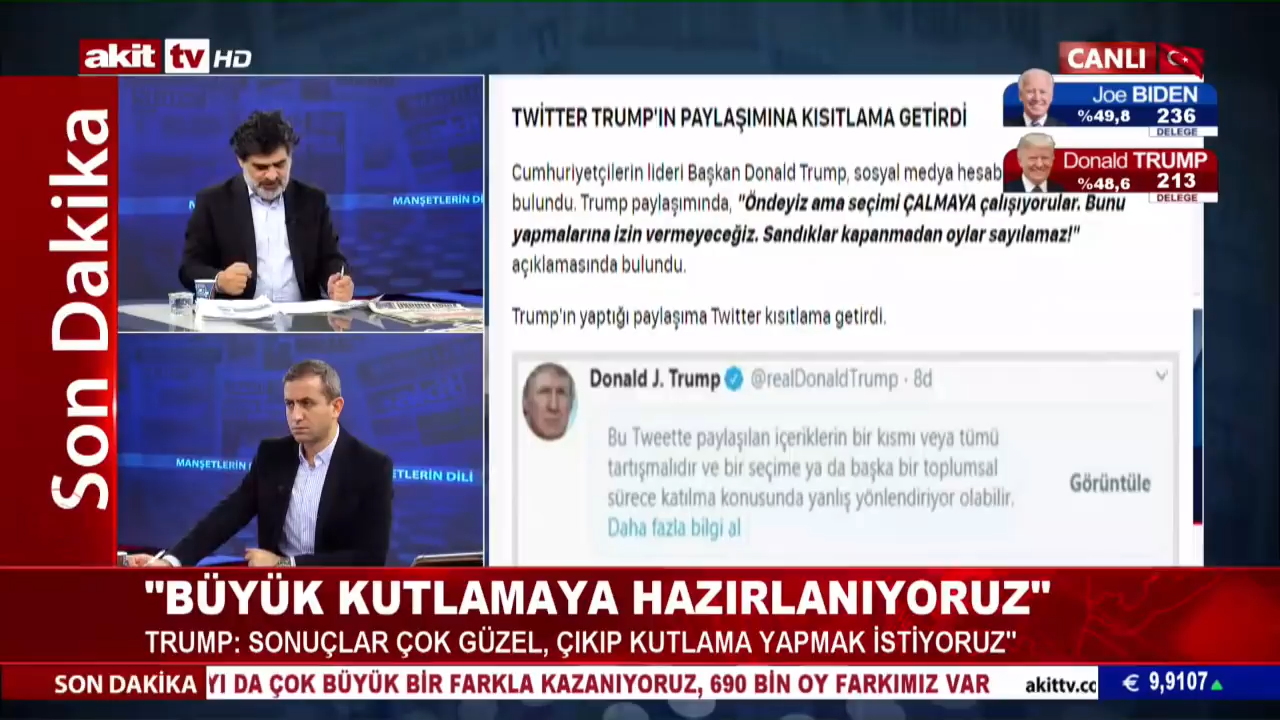 akit tv HD
CANLI
Son Dakika
MANŞETLERİN Dİ
MANŞETLERİN
ETLERİN DİLİ
TWİTTER TRUMP'IN PAYLAŞIMINA KISITLAMA GETİRDİ
Cumhuriyetçilerin lideri Başkan Donald Trump, sosyal medya hesab
bulundu. Trump paylaşımında, "Öndeyiz ama seçimi ÇALMAYA çalışıyorular. Bunu
yapmalarına izin vermeyeceğiz. Sandıklar kapanmadan oylar sayılamaz!"
açıklamasında bulundu.
Trump'ın yaptığı paylaşıma Twitter kısıtlama getirdi.
Joe BIDEN
%49,8 236
DELEGE
Donald TRUMP
%48,6 213
DELEGE
Donald J. Trump @realDonaldTrump · 8d
Bu Tweette paylaşılan içeriklerin bir kısmı veya tümü
tartışmalıdır ve bir seçime ya da başka bir toplumsal
sürece katılma konusunda yanlış yönlendiriyor olabilir.
Daha fazla bilgi al
Görüntüle
"BÜYÜK KUTLAMAYA HAZIRLANIYORUZ"
TRUMP: SONUÇLAR ÇOK GÜZEL, ÇIKIP KUTLAMA YAPMAK İSTİYORUZ"
SON DAKİKA YI DA ÇOK BÜYÜK BİR FARKLA KAZANIYORUZ, 690 BİN OY FARKIMIZ VAR akittv.co € 9,9107